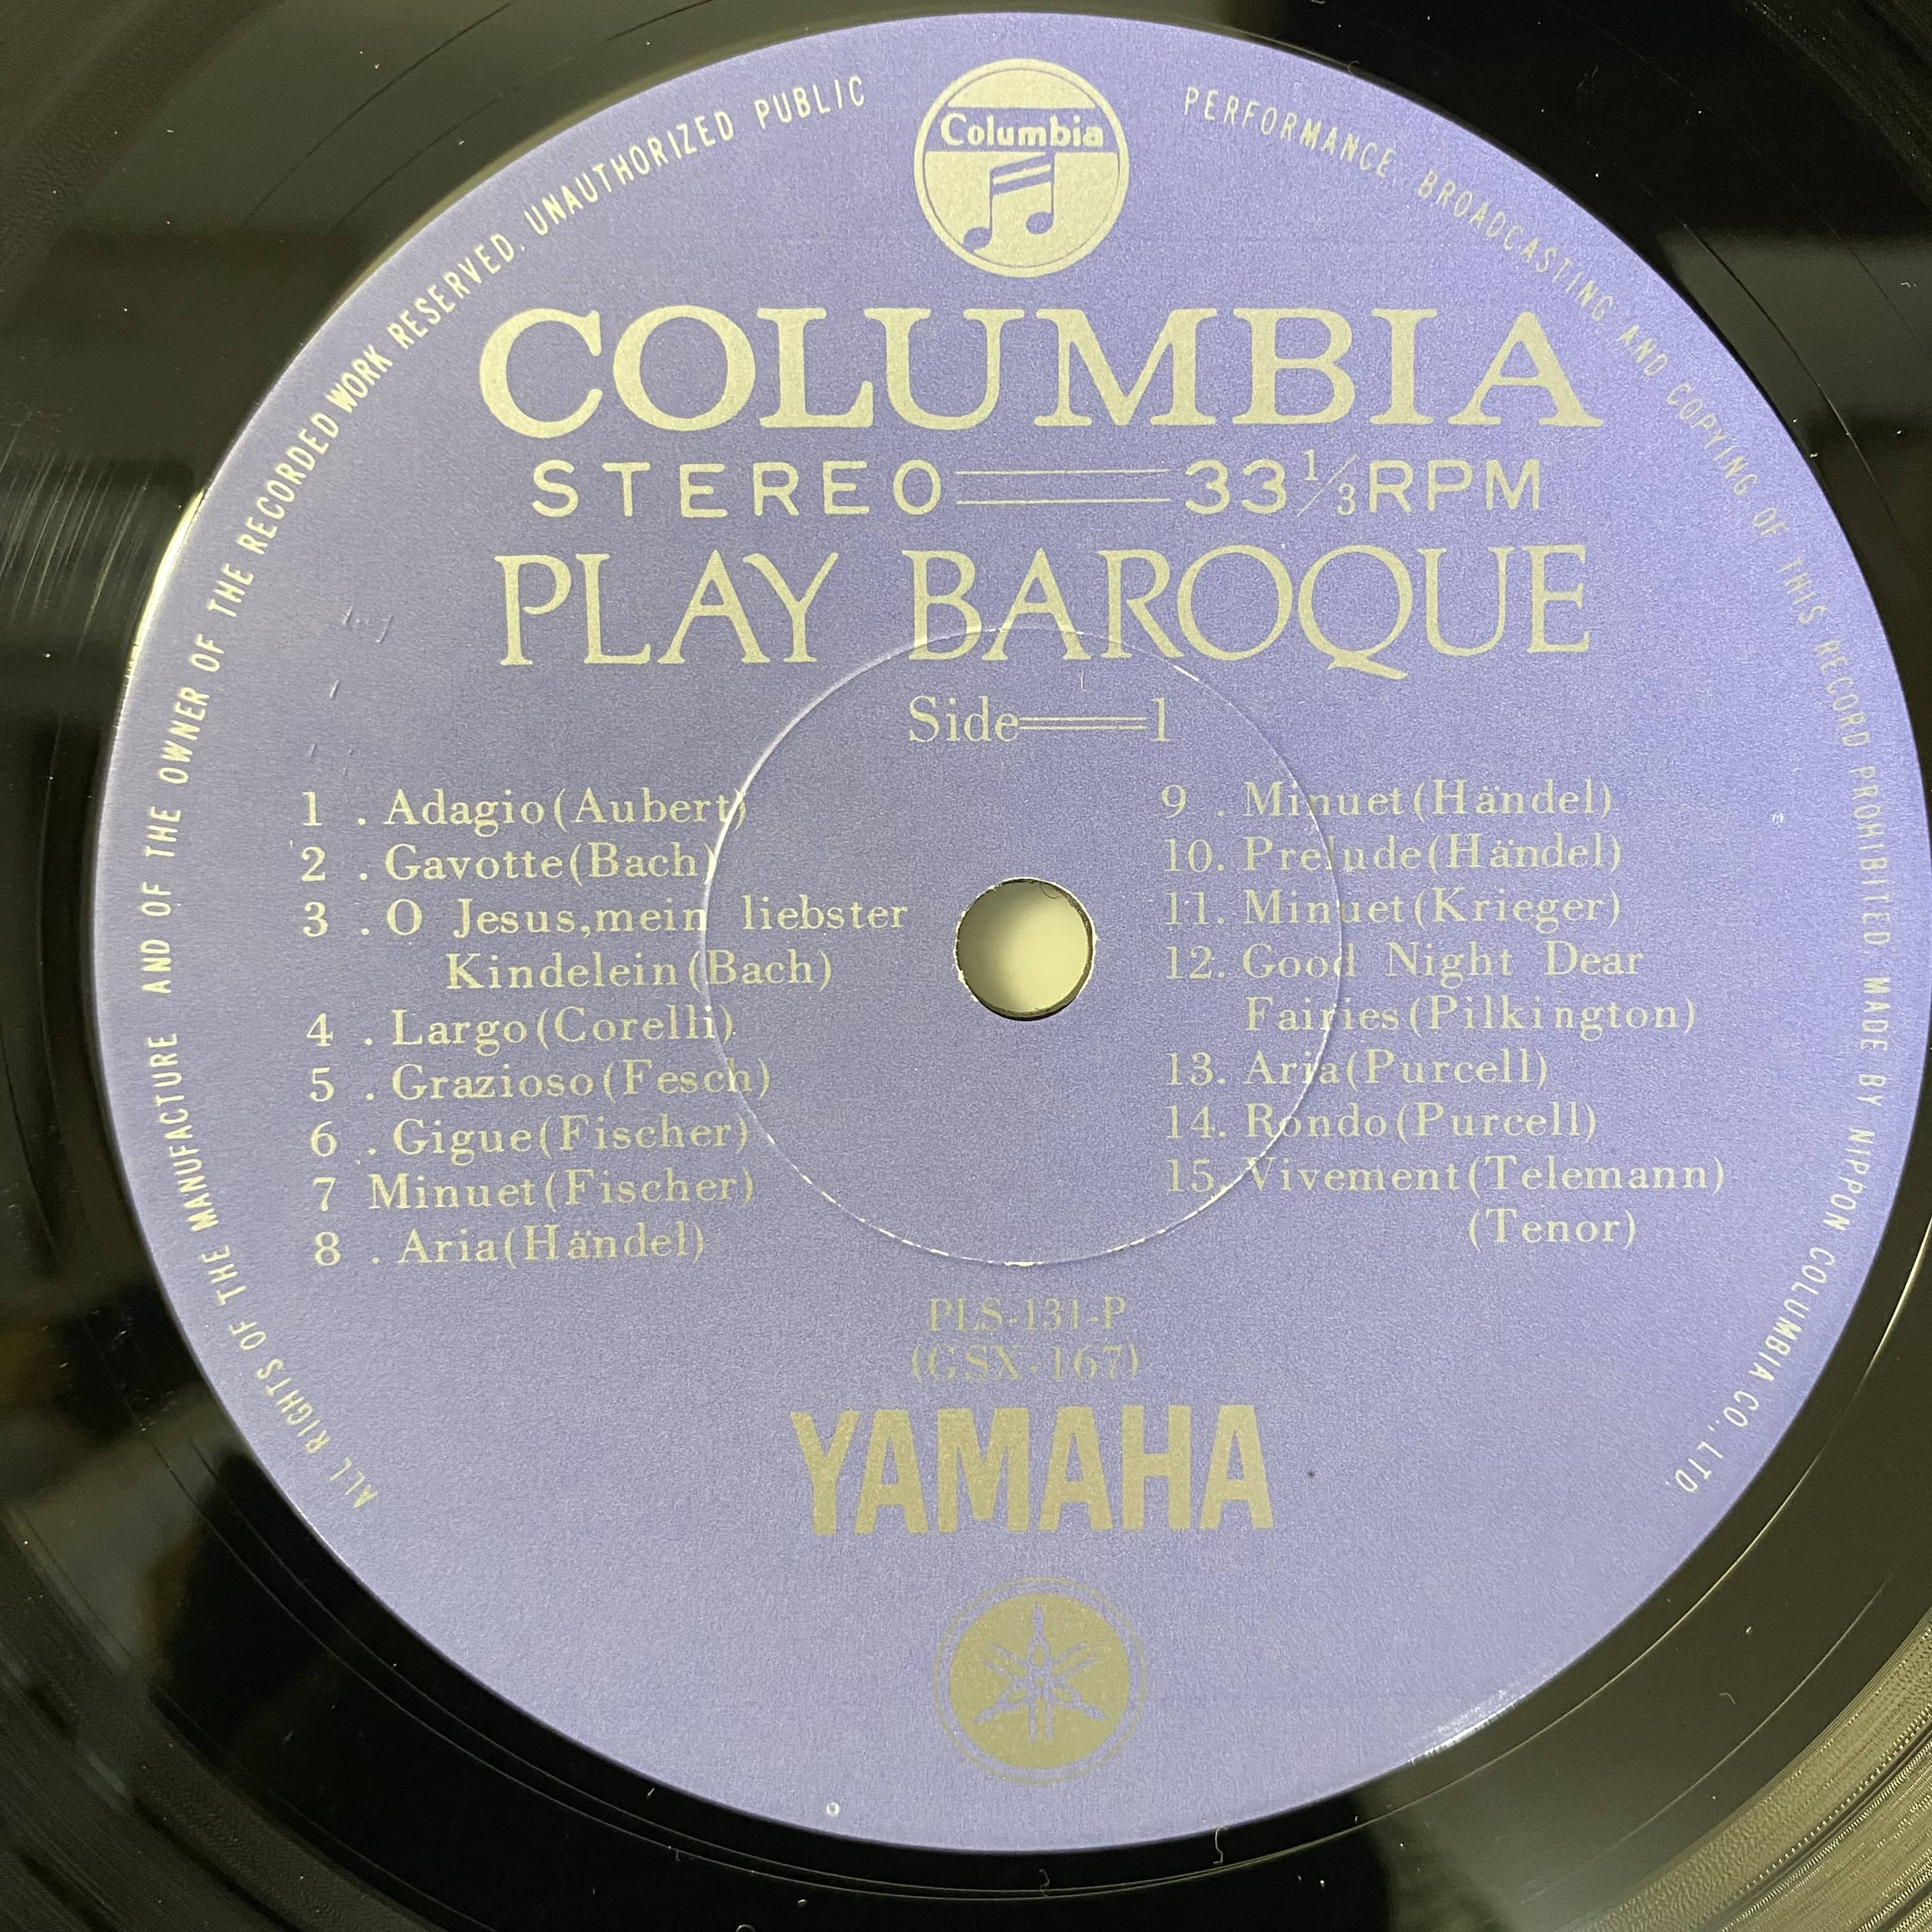 ALL RIGHTS OF THE MANUFACTURE AND OF THE OWNER OF THE RECORDED WORK RESERVED. UNAUTHORIZED PUBLIC PERFORMANCE. BROADCASTING AND COPYING OF THIS RECORD PROHIBITED. MADE BY NIPPON COLUMBIA CO., LTD.
Columbia
COLUMBIA
STEREO 33 1/3 RPM
PLAY BAROQUE
Side 1
1 . Adagio(Aubert)
2 . Gavotte(Bach)
3 . O Jesus,mein liebster
Kindelein(Bach)
4 . Largo(Corelli)
5 . Grazioso(Fesch)
6 . Gigue(Fischer)
7 Minuet(Fischer)
8 . Aria(Händel)
9 . Minuet(Händel)
10. Prelude(Händel)
11. Minuet(Krieger)
12. Good Night Dear
Fairies(Pilkington)
13. Aria(Purcell)
14. Rondo(Purcell)
15. Vivement(Telemann)
(Tenor)
PLS-131-P
(GSX-167)
YAMAHA